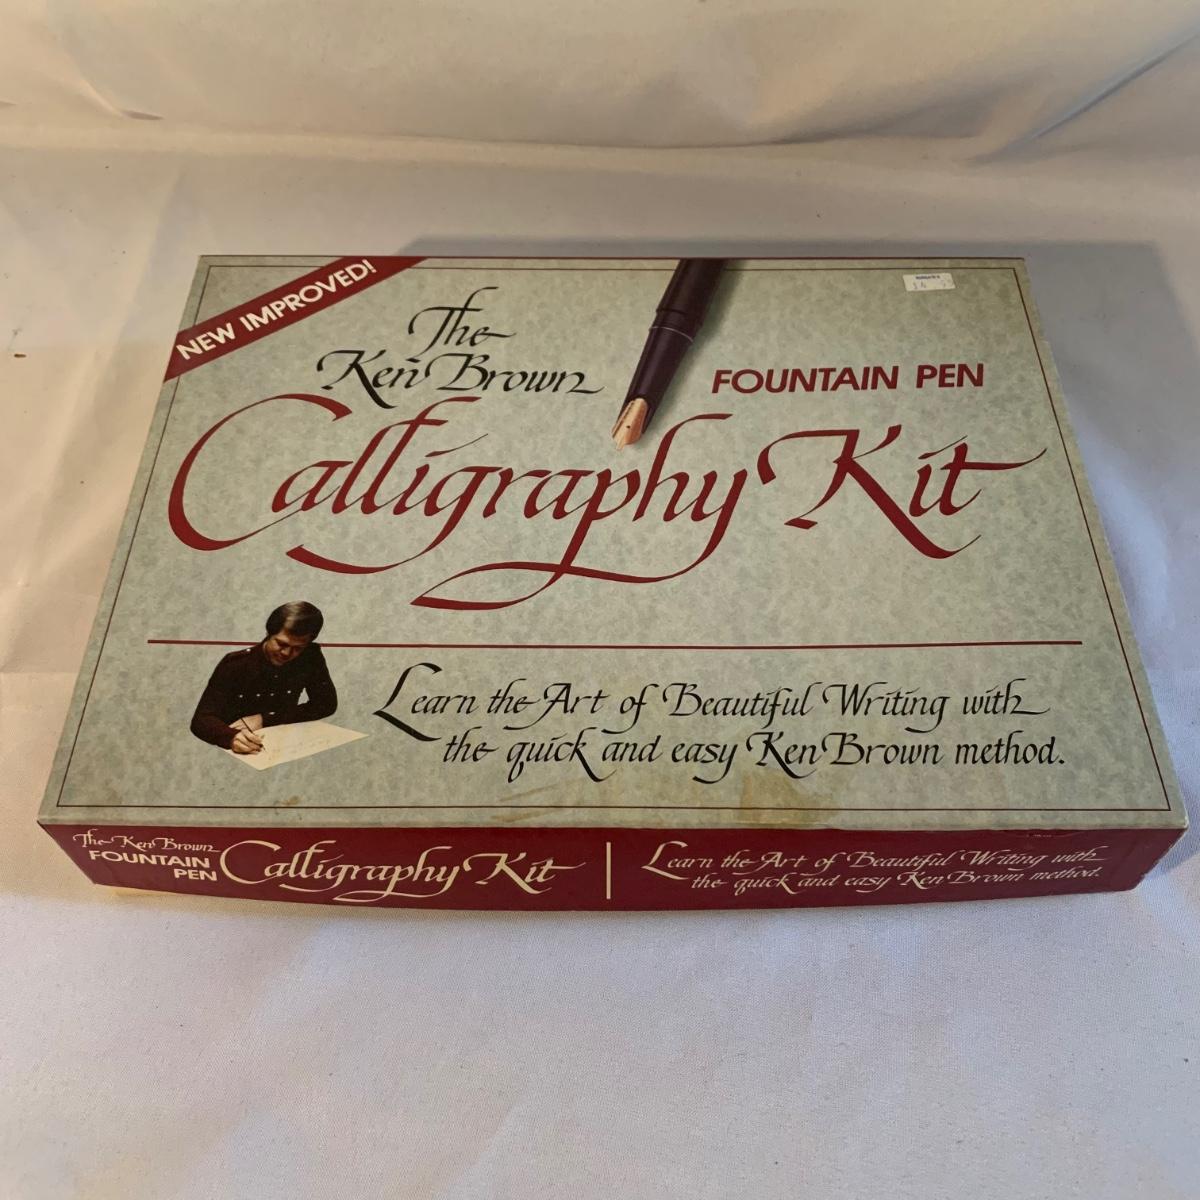 NEW IMPROVED!
The
Ken Brown
FOUNTAIN PEN
Calligraphy Kit
Learn the Art of Beautiful Writing with
the quick and easy Ken Brown method.
The Ken Brown
FOUNTAIN
PEN
Calligraphy Kit
Learn the Art of Beautiful Writing with
the quick and easy Ken Brown method.